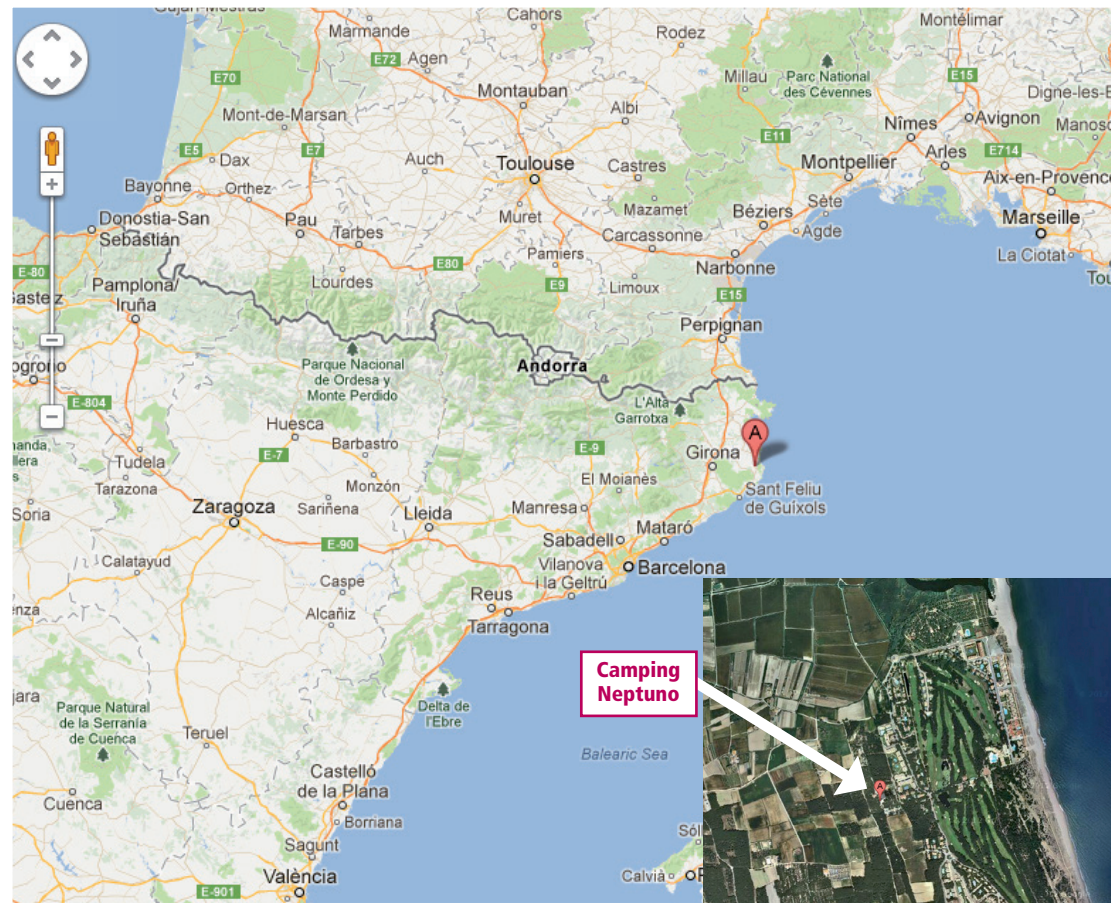 Cahors
Montélimar
Marmande
Rodez
E72
Agen
E70
Millau
Parc National
des Cévennes
E15
Digne-les-
Montauban
Albi
Mont-de-Marsan
Nîmes
Avignon
Manos
E5
Dax
E7
E11
Auch
Toulouse
Castres
Montpellier
Arles
E714
Aix-en-Provence
Bayonne
Orthez
Muret
Mazamet
Béziers
Sète
Agde
Marseille
Donostia-San
Sebastián
Pau
Tarbes
Carcassonne
Pamiers
La Ciotat
E-80
E80
Narbonne
Lourdes
E9
Limoux
E15
Pamplona/
Iruña
Perpignan
Parque Nacional
de Ordesa y
Monte Perdido
Andorra
E-804
L'Alta
Garrotxa
A
Huesca
Barbastro
E-7
E-9
Girona
Tudela
Tarazona
Monzón
El Moianès
Sant Feliu
de Guíxols
Soria
Zaragoza
Sariñena
Lleida
Manresa
Mataró
E-90
Sabadell
Calatayud
Vilanova
i la Geltrú
Barcelona
Caspe
Reus
Alcañiz
Tarragona
Camping
Neptuno
Parque Natural
de la Serranía
de Cuenca
Delta de
l'Ebre
Teruel
Balearic Sea
Castelló
de la Plana
A
Cuenca
Borriana
Sagunt
Calvià
València
E-901